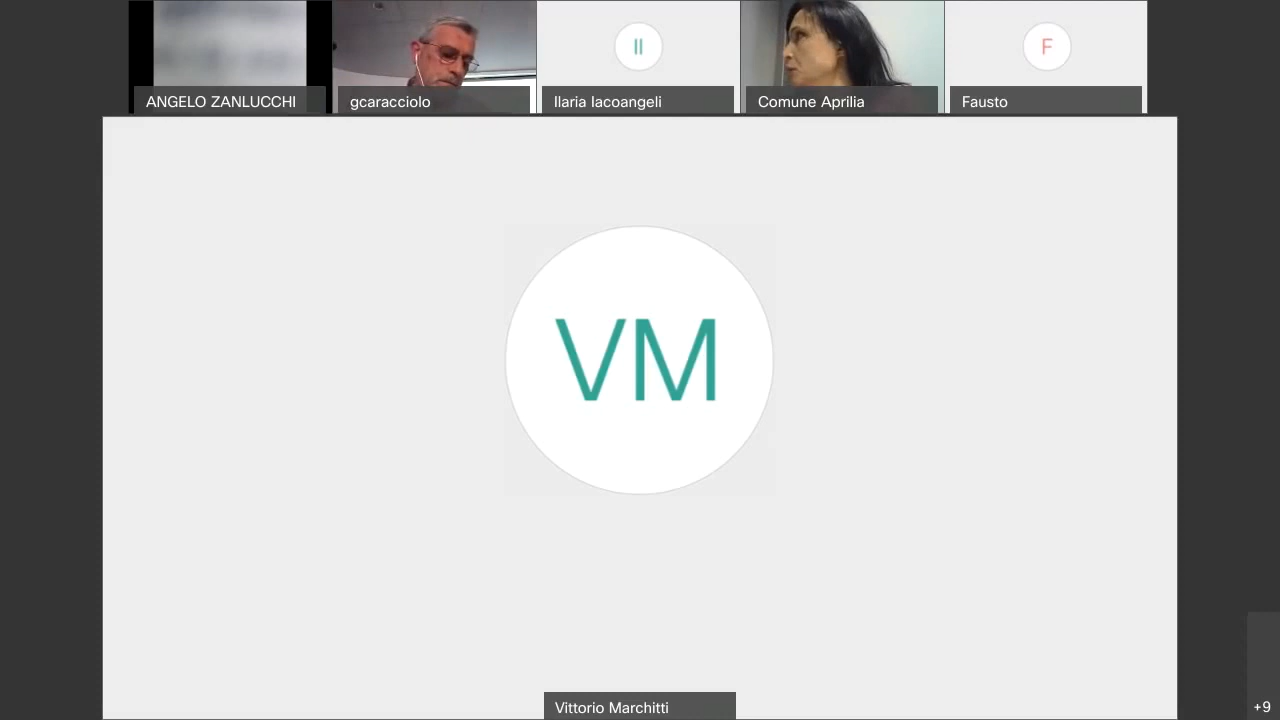 II
F
ANGELO ZANLUCCHI
gcaracciolo
Ilaria Iacoangeli
Comune Aprilia
Fausto
VM
Vittorio Marchitti
+9